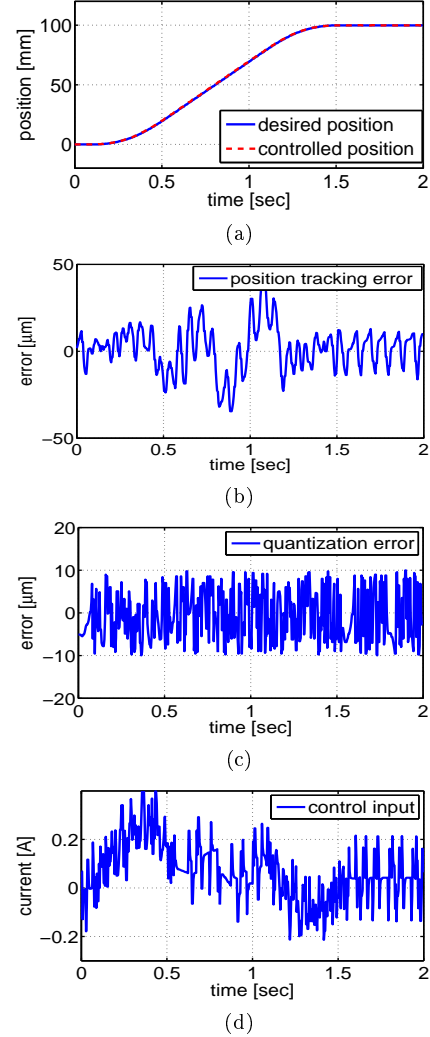 100
50
0
position [mm]
desired position
controlled position
0.5 1 1.5 2
time [sec]
(a)
50
0
−50
error [µm]
position tracking error
0 0.5 1 1.5 2
time [sec]
(b)
20
10
0
−10
−20
error [µm]
quantization error
0 0.5 1 1.5 2
time [sec]
(c)
0.2
0
−0.2
current [A]
control input
0 0.5 1 1.5 2
time [sec]
(d)